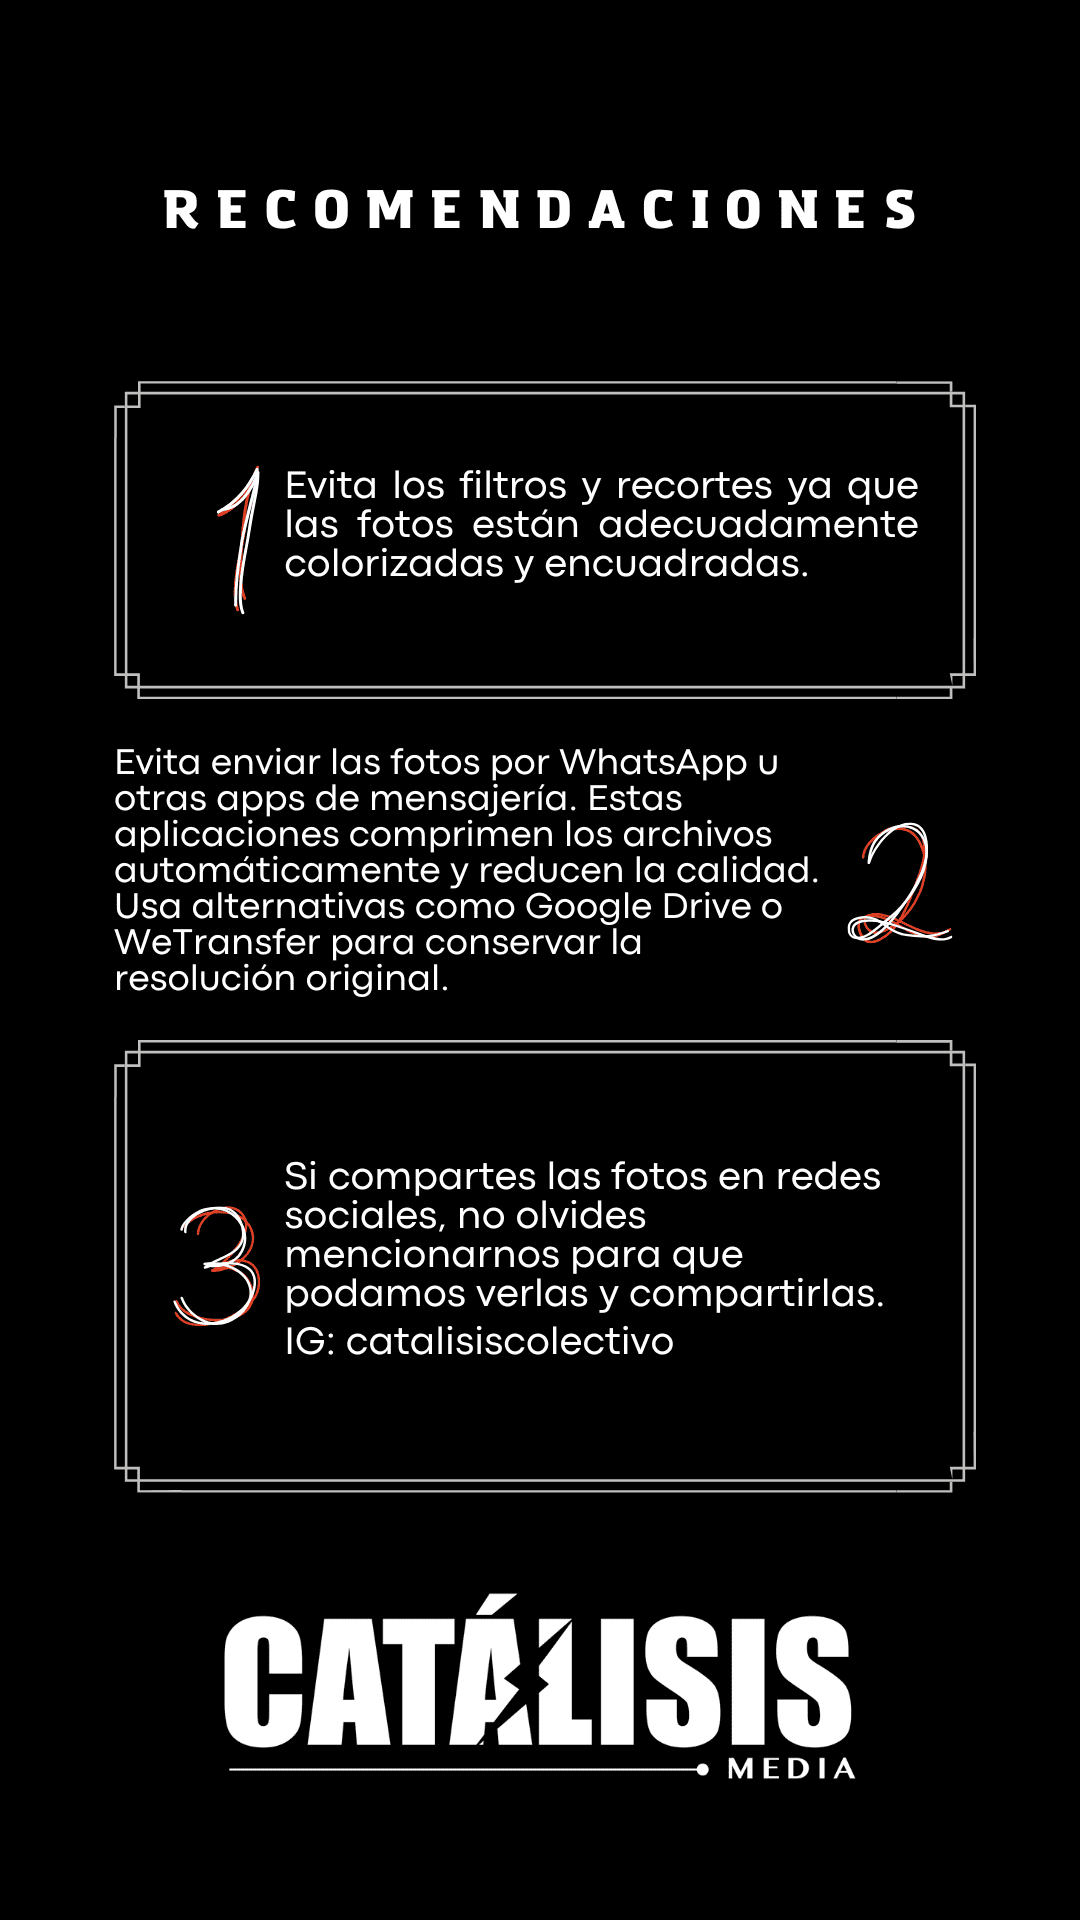 RECOMENDACIONES
1
Evita los filtros y recortes ya que
las fotos están adecuadamente
colorizadas y encuadradas.
Evita enviar las fotos por WhatsApp u
otras apps de mensajería. Estas
aplicaciones comprimen los archivos
automáticamente y reducen la calidad.
Usa alternativas como Google Drive o
WeTransfer para conservar la
resolución original.
2
3
Si compartes las fotos en redes
sociales, no olvides
mencionarnos para que
podamos verlas y compartirlas.
IG: catalisiscolectivo
CATÁLISIS
MEDIA